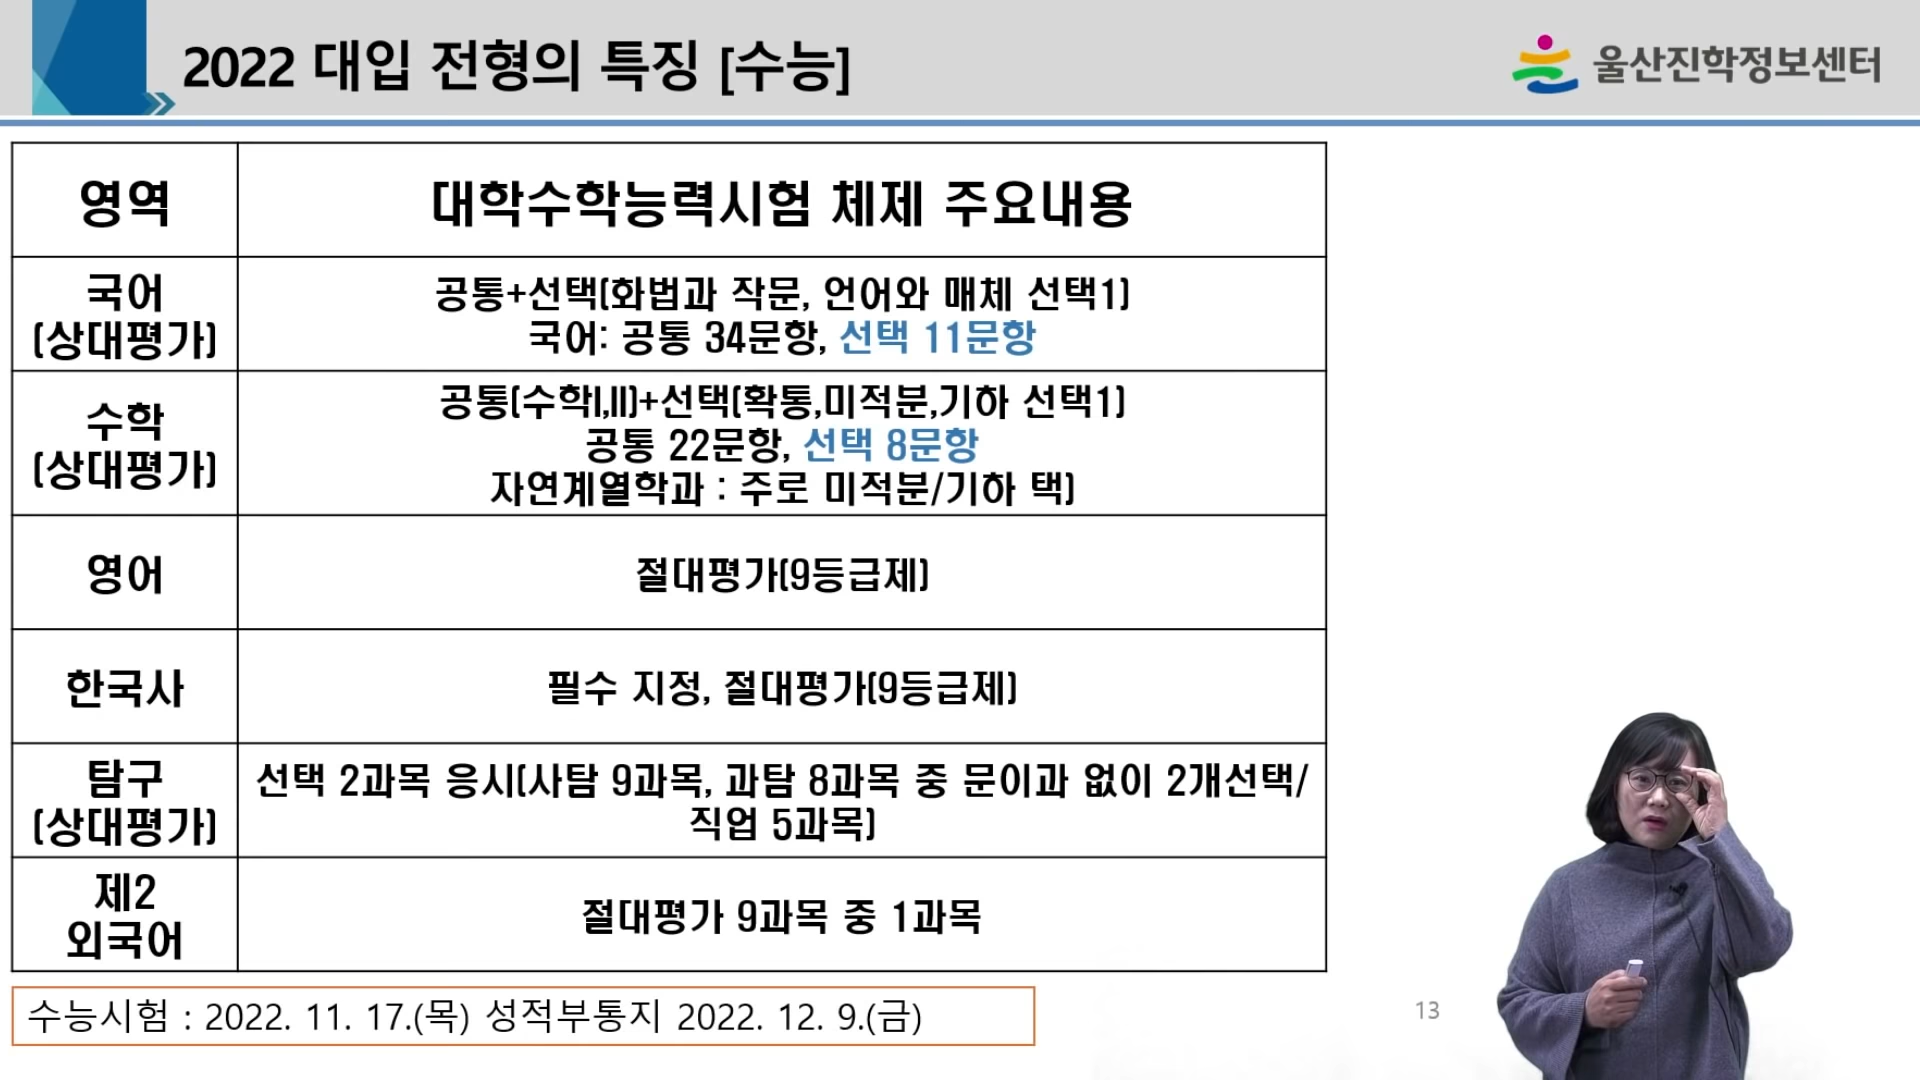 2022 대입 전형의 특징 [수능]
울산진학정보센터
영역
대학수학능력시험 체제 주요내용
국어
(상대평가)
공통+선택(화법과 작문, 언어와 매체 선택1)
국어: 공통 34문항, 선택 11문항
수학
(상대평가)
공통(수학I,II)+선택(확통,미적분,기하 선택1)
공통 22문항, 선택 8문항
자연계열학과 : 주로 미적분/기하 택)
영어
절대평가(9등급제)
한국사
필수 지정, 절대평가(9등급제)
탐구
(상대평가)
선택 2과목 응시(사탐 9과목, 과탐 8과목 중 문이과 없이 2개선택/
직업 5과목)
제2
외국어
절대평가 9과목 중 1과목
수능시험 : 2022. 11. 17.(목) 성적부통지 2022. 12. 9.(금)
13